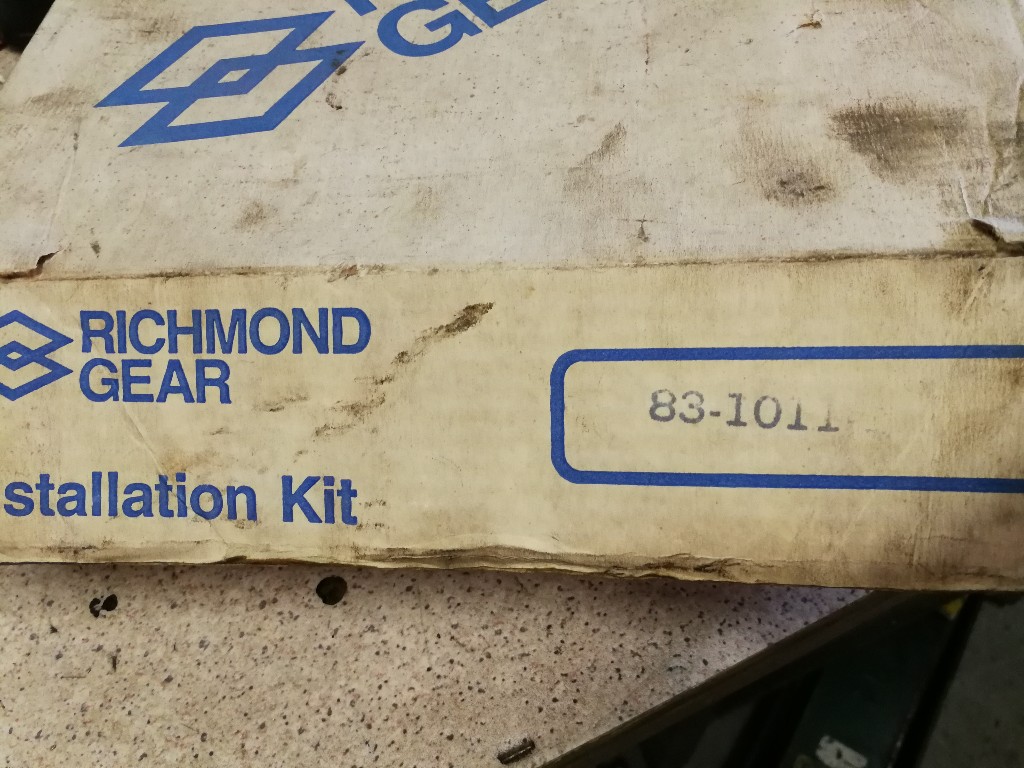 GE
RICHMOND
GEAR
83-1011
stallation Kit